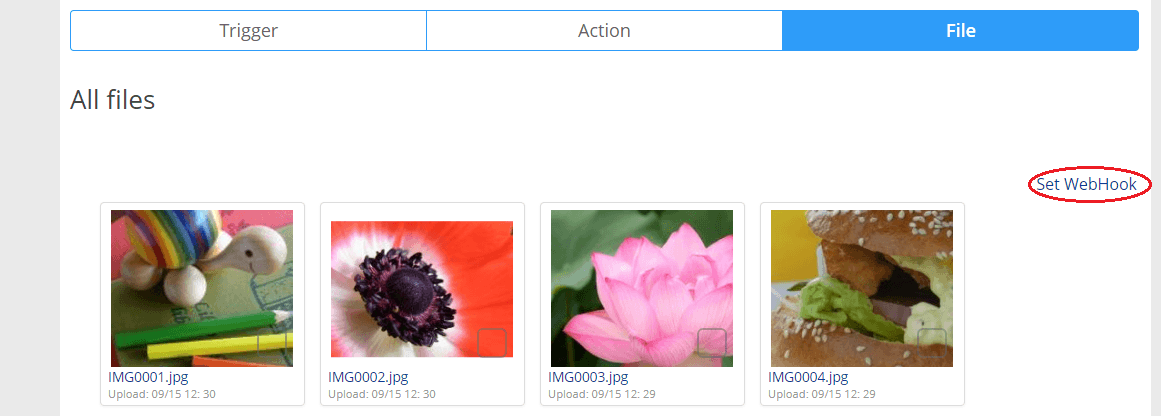 Trigger Action File
All files
Set WebHook
IMG0001.jpg IMG0002.jpg IMG0003.jpg IMG0004.jpg
Upload: 09/15 12: 30 Upload: 09/15 12: 30 Upload: 09/15 12: 29 Upload: 09/15 12: 29